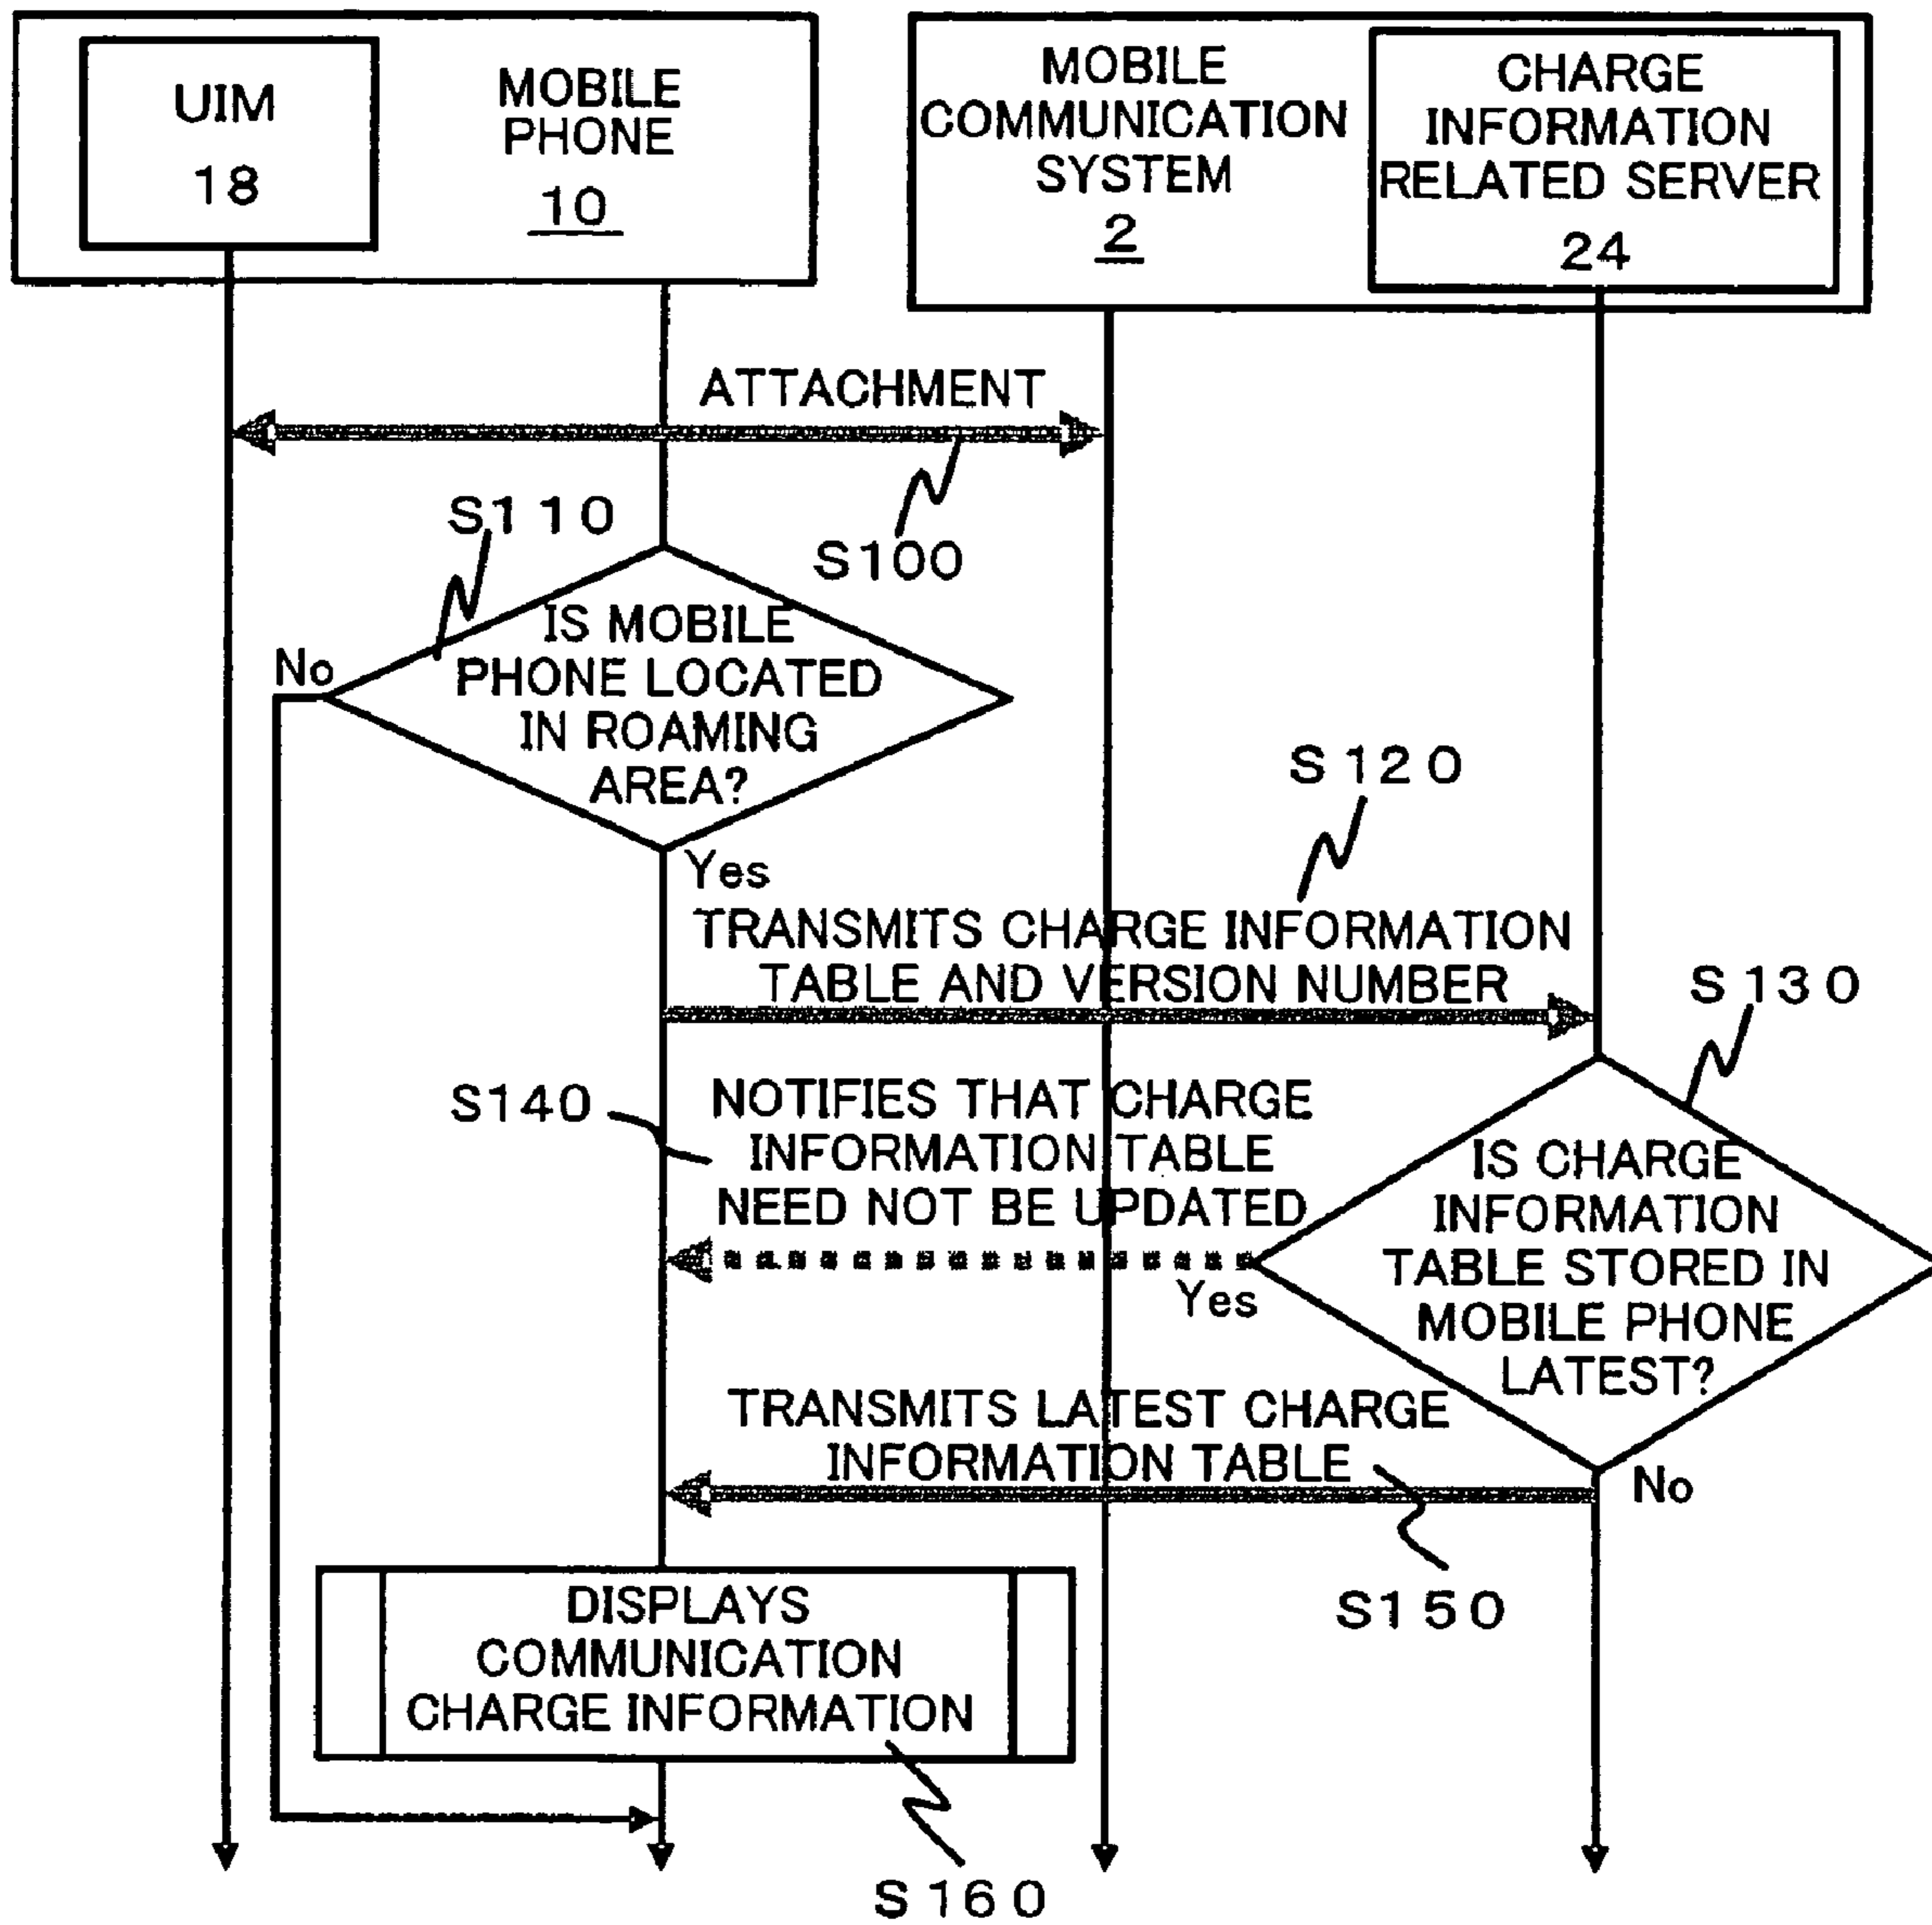 UIM
18
MOBILE
PHONE
10
MOBILE
COMMUNICATION
SYSTEM
2
CHARGE
INFORMATION
RELATED SERVER
24
ATTACHMENT
S100
S110
IS MOBILE
PHONE LOCATED
IN ROAMING
AREA?
No
Yes
S120
TRANSMITS CHARGE INFORMATION
TABLE AND VERSION NUMBER
S130
S140
NOTIFIES THAT CHARGE
INFORMATION TABLE
NEED NOT BE UPDATED
IS CHARGE
INFORMATION
TABLE STORED IN
MOBILE PHONE
LATEST?
Yes
TRANSMITS LATEST CHARGE
INFORMATION TABLE
No
S150
DISPLAYS
COMMUNICATION
CHARGE INFORMATION
S160